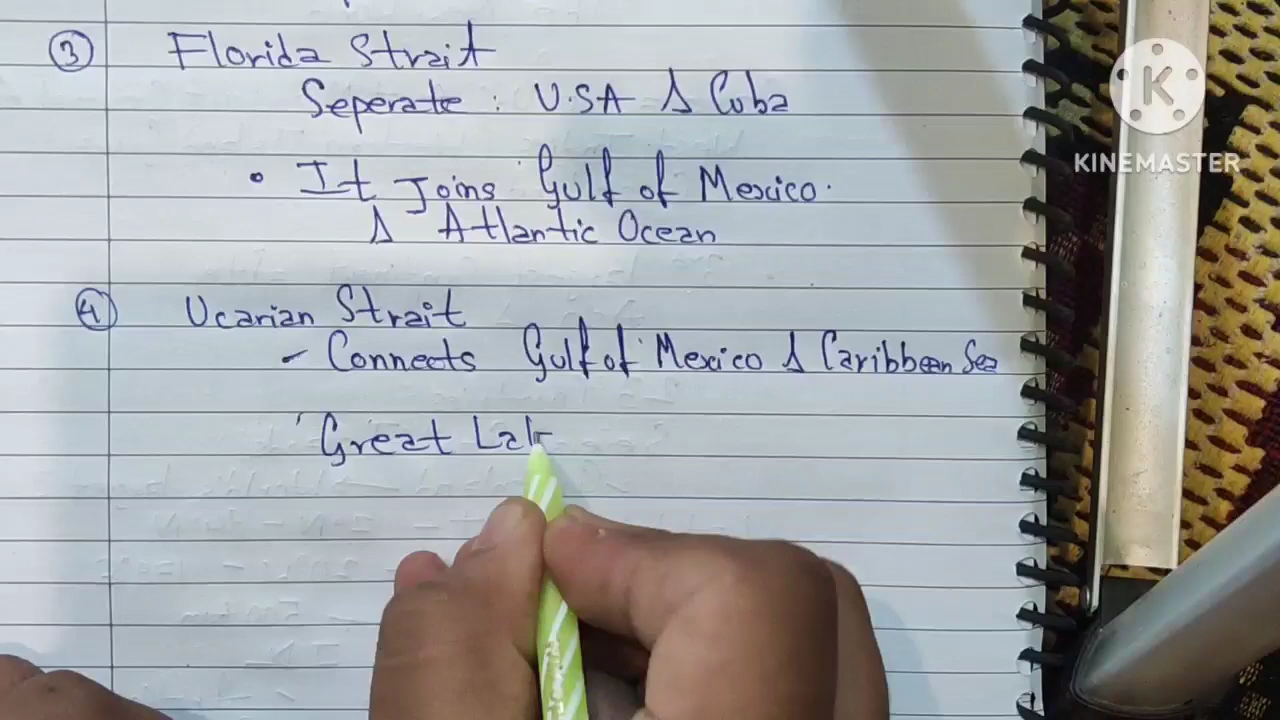 3 Florida Strait
Seperate : U.S.A & Cuba
• It Joins Gulf of Mexico.
& Atlantic Ocean
4 Ucarian Strait
- Connects Gulf of Mexico & Caribbean Sea
Great Lak
K
KINEMASTER